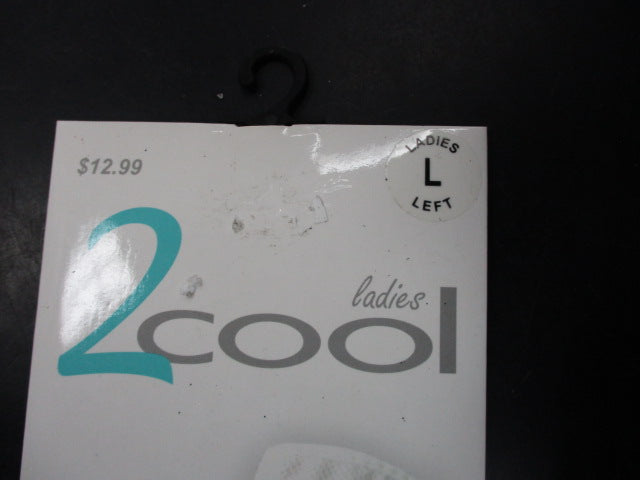 $12.99
LADIES
L
LEFT
ladies
2cool